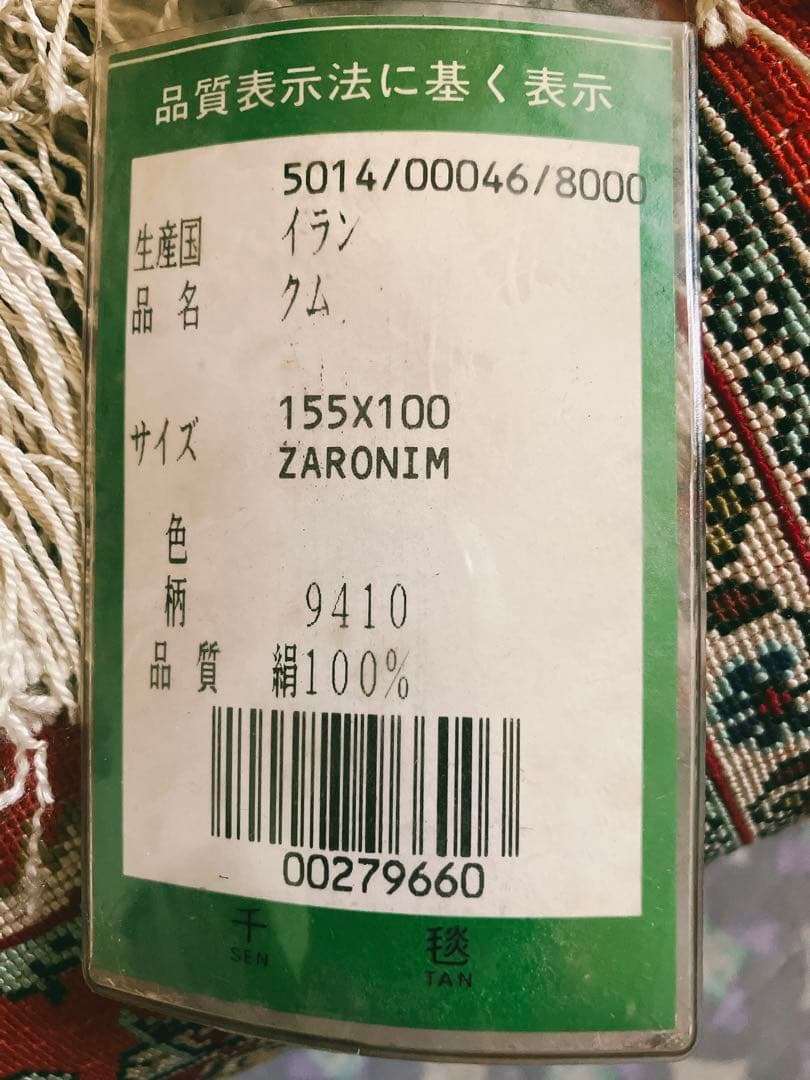 品質表示法に基く表示
5014/00046/8000
生産国 イラン
品名 クム
サイズ 155X100
ZARONIM
色
柄 9410
品質 絹100%
00279660
千 毯
SEN TAN